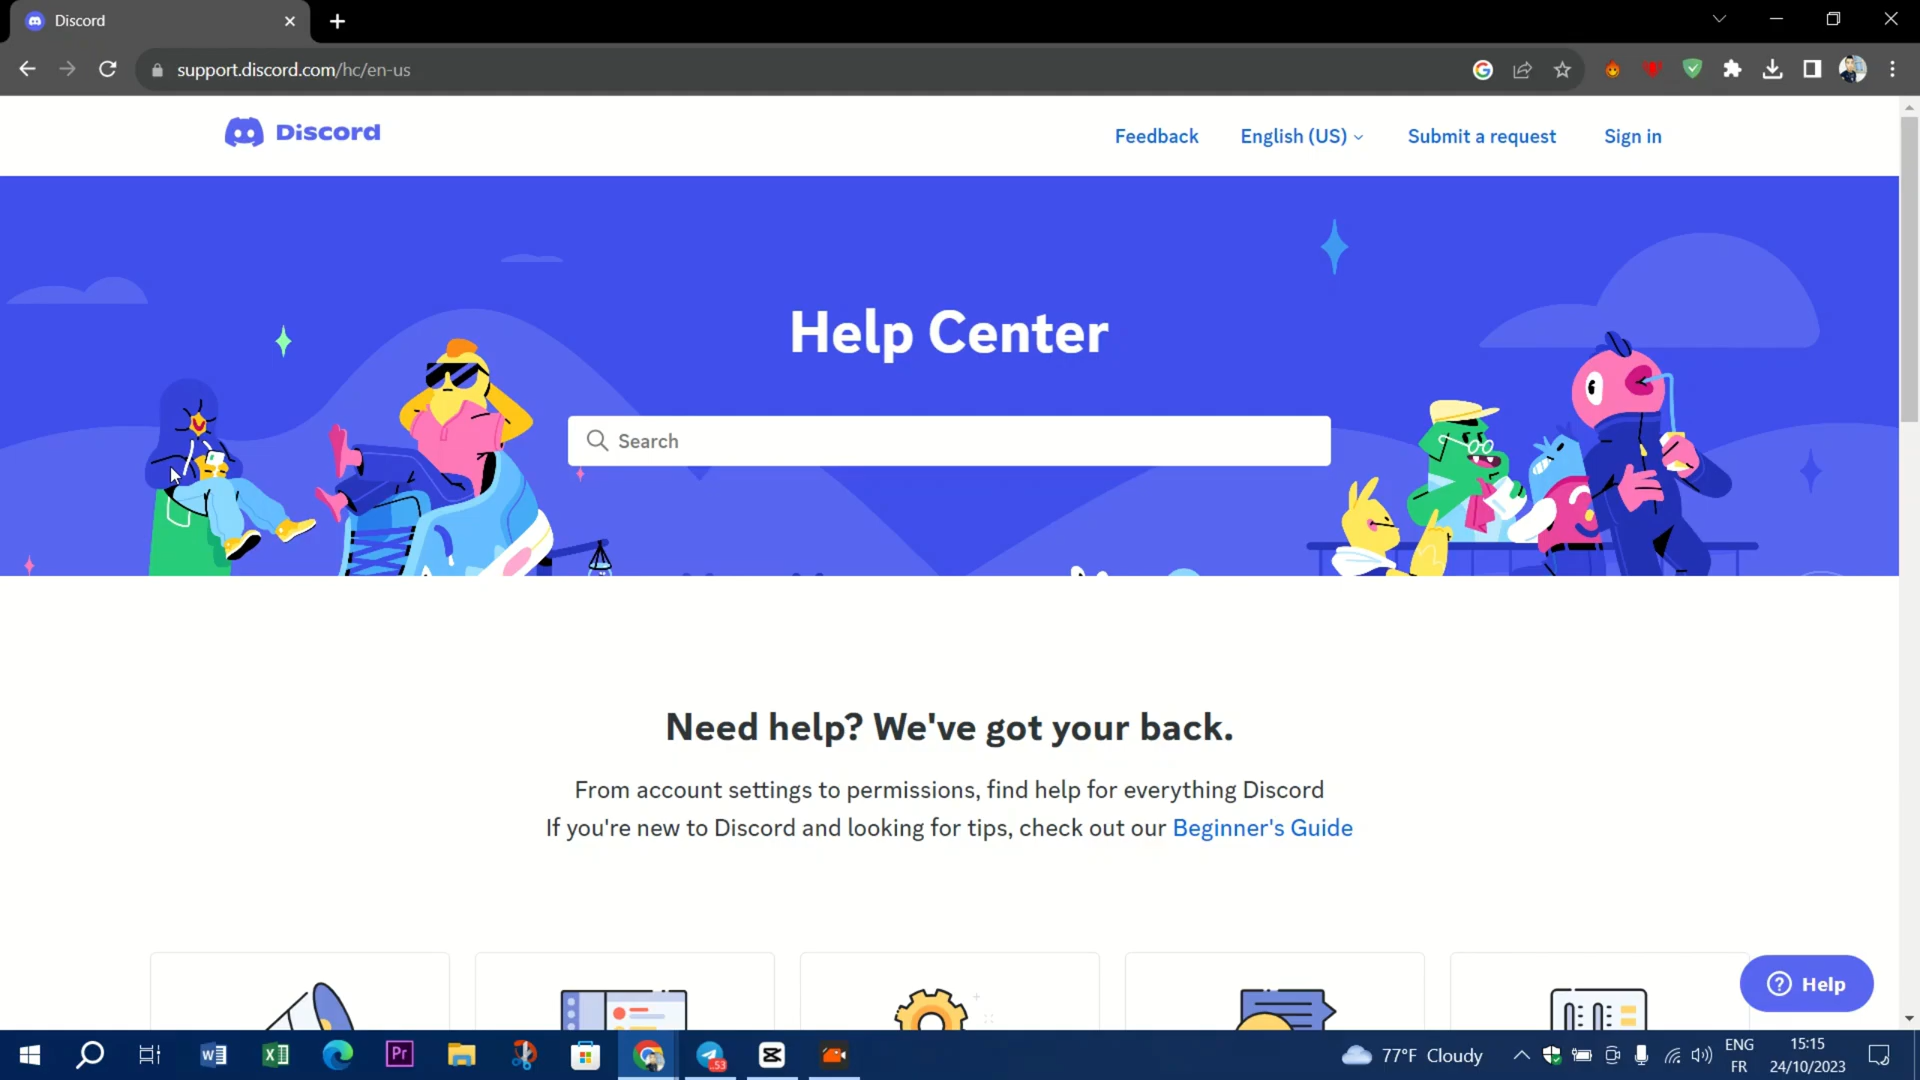 Discord
support.discord.com/hc/en-us
Discord
Feedback
English (US)
Submit a request
Sign in
Help Center
Search
Need help? We've got your back.
From account settings to permissions, find help for everything Discord
If you're new to Discord and looking for tips, check out our Beginner's Guide
? Help
Pr
53
77°F Cloudy
ENG
FR
15:15
24/10/2023